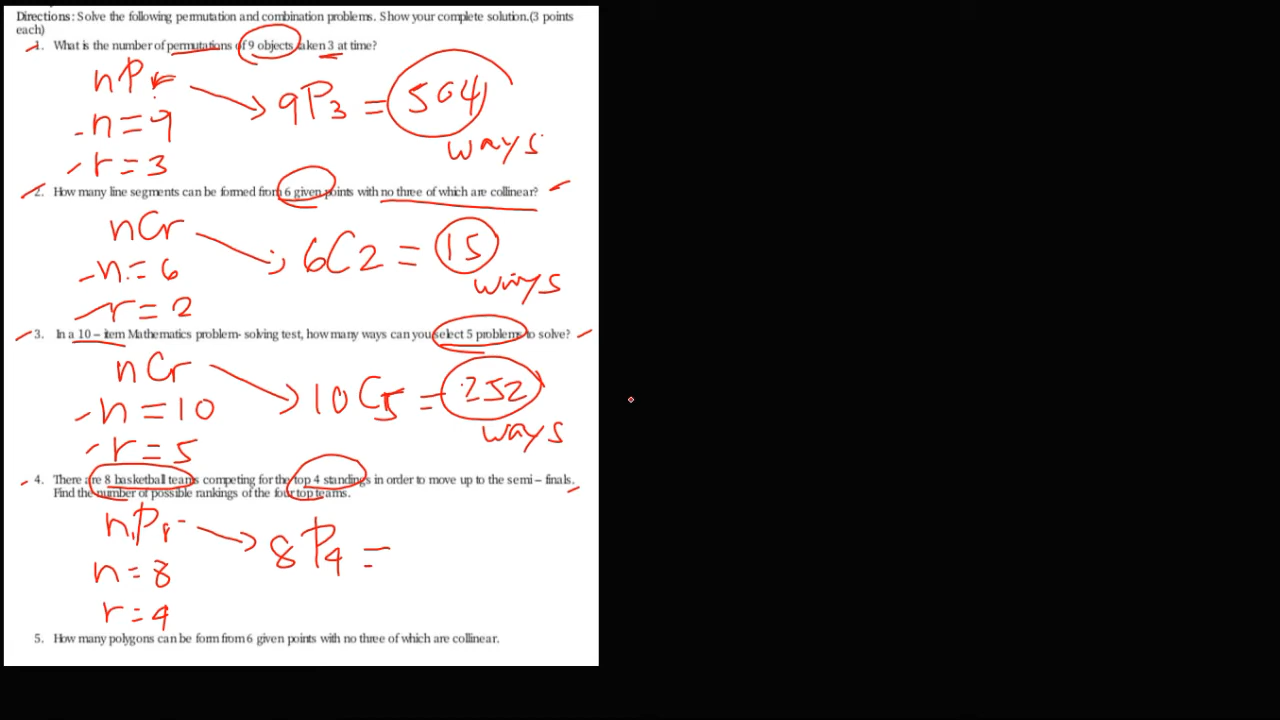 Directions: Solve the following permutation and combination problems. Show your complete solution.(3 points
each)
1. What is the number of permutations of 9 objects taken 3 at time?
nPr
9P3 = 504
- n = 9
ways
- r = 3
2. How many line segments can be formed from 6 given points with no three of which are collinear?
nCr
6C2 = 15
- n = 6
ways
- r = 2
3. In a 10 – item Mathematics problem- solving test, how many ways can you select 5 problems to solve?
nCr
10C5 = 252
- n = 10
ways
- r = 5
4. There are 8 basketball teams competing for the top 4 standings in order to move up to the semi – finals.
Find the number of possible rankings of the four top teams.
nPr
8P4 =
n = 8
r = 4
5. How many polygons can be form from 6 given points with no three of which are collinear.